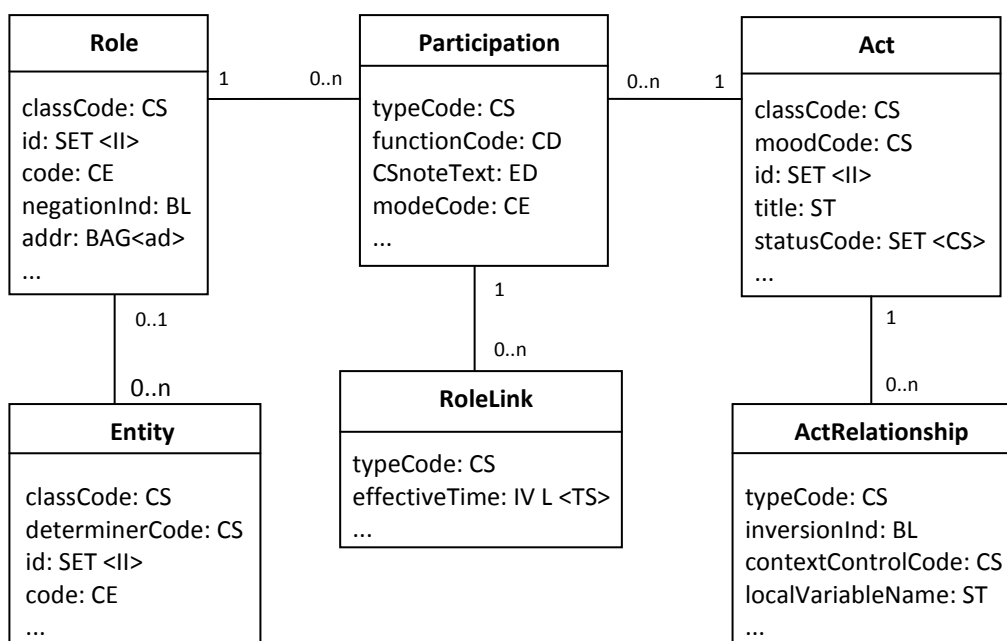 Role
classCode: CS
id: SET <II>
code: CE
negationInd: BL
addr: BAG<ad>
...
1
0..n
Participation
typeCode: CS
functionCode: CD
CSnoteText: ED
modeCode: CE
...
0..n
1
Act
classCode: CS
moodCode: CS
id: SET <II>
title: ST
statusCode: SET <CS>
...
0..1
0..n
1
0..n
1
0..n
Entity
classCode: CS
determinerCode: CS
id: SET <II>
code: CE
...
RoleLink
typeCode: CS
effectiveTime: IV L <TS>
...
ActRelationship
typeCode: CS
inversionInd: BL
contextControlCode: CS
localVariableName: ST
...